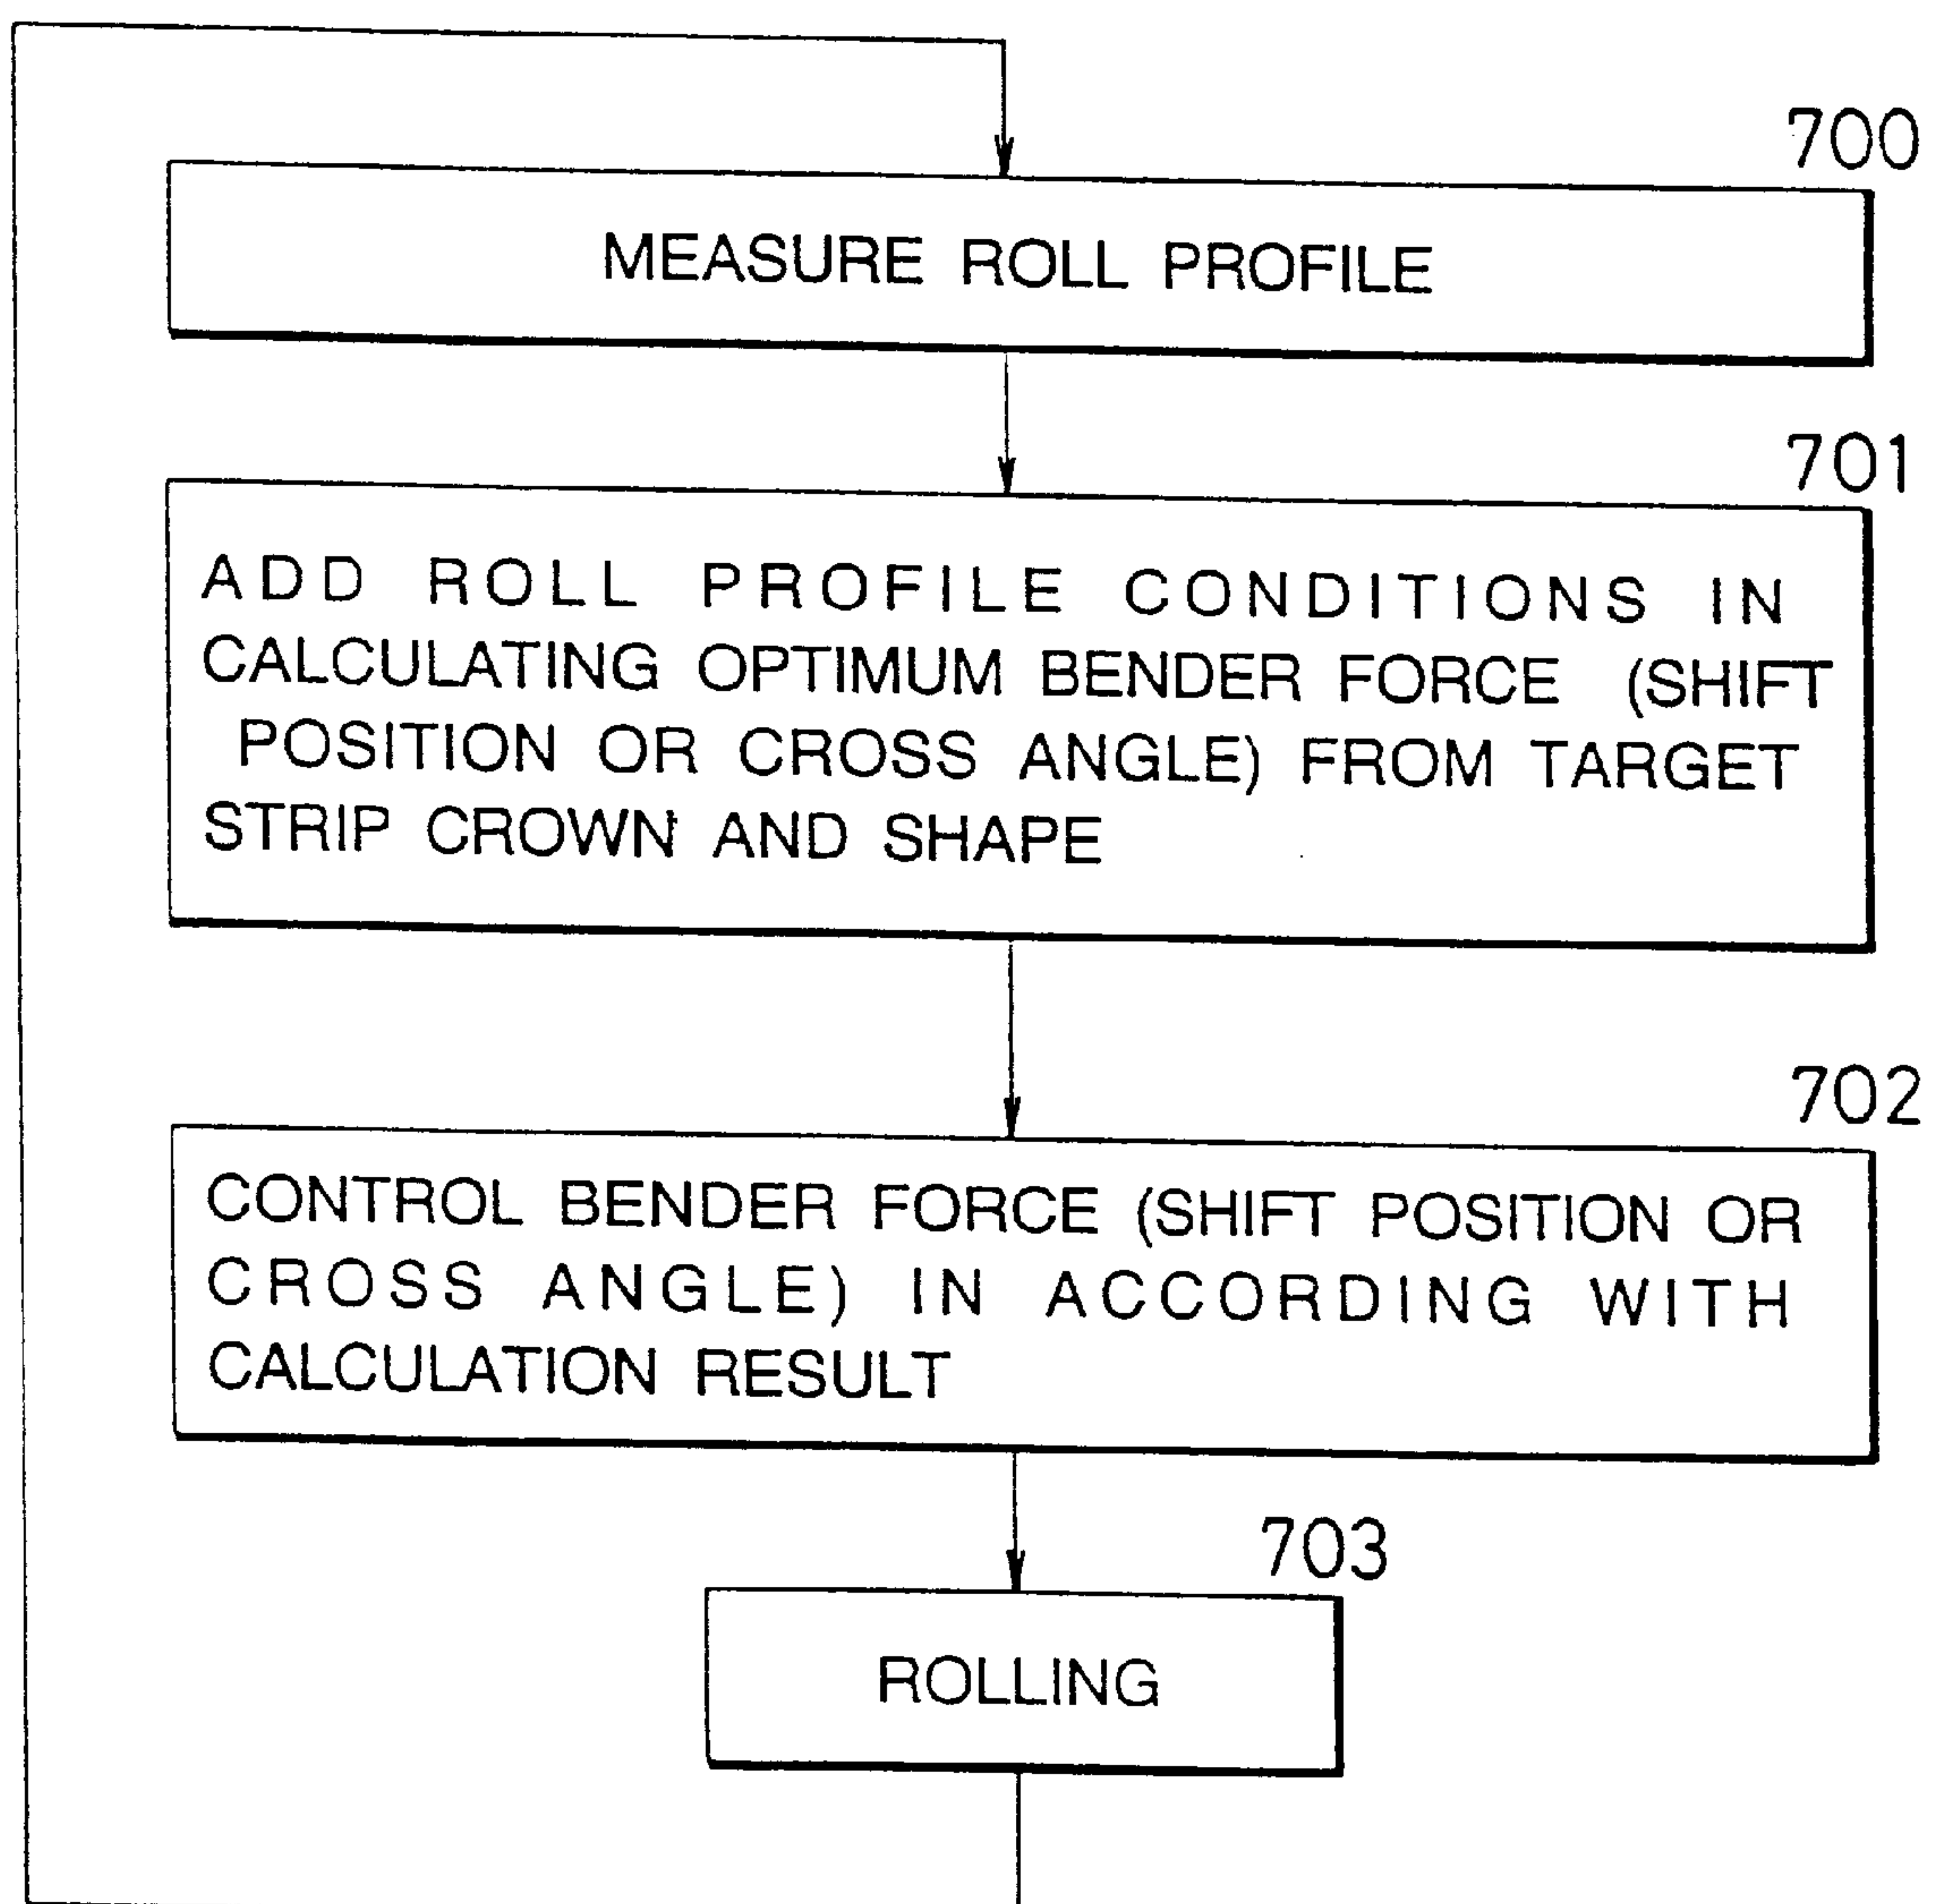 700
MEASURE ROLL PROFILE
701
ADD ROLL PROFILE CONDITIONS IN
CALCULATING OPTIMUM BENDER FORCE (SHIFT
POSITION OR CROSS ANGLE) FROM TARGET
STRIP CROWN AND SHAPE
702
CONTROL BENDER FORCE (SHIFT POSITION OR
CROSS ANGLE) IN ACCORDING WITH
CALCULATION RESULT
703
ROLLING